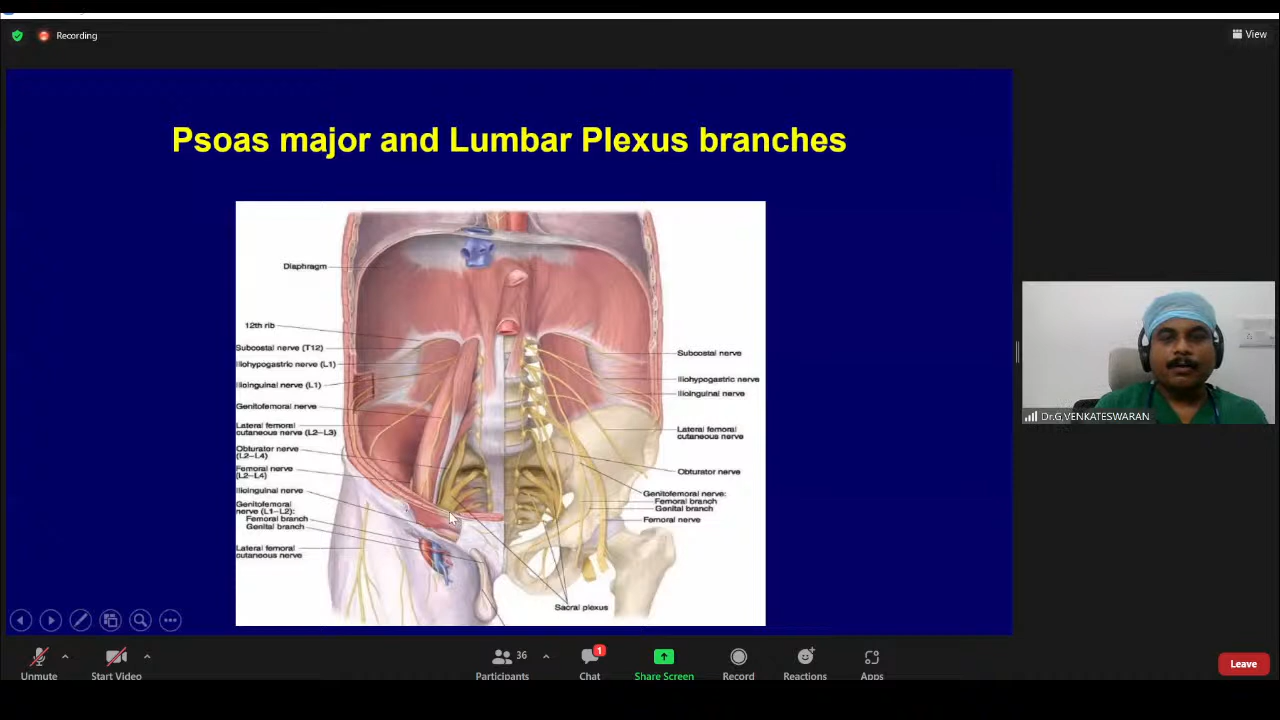 Recording
View
Psoas major and Lumbar Plexus branches
Diaphragm
12th rib
Subcostal nerve (T12)
Iliohypogastric nerve (L1)
Ilioinguinal nerve (L1)
Genitofemoral nerve
Lateral femoral
cutaneous nerve (L2–L3)
Obturator nerve
(L2–L4)
Femoral nerve
(L2–L4)
Ilioinguinal nerve
Genitofemoral
nerve (L1–L2):
Femoral branch
Genital branch
Lateral femoral
cutaneous nerve
Subcostal nerve
Iliohypogastric nerve
Ilioinguinal nerve
Lateral femoral
cutaneous nerve
Obturator nerve
Genitofemoral nerve:
Femoral branch
Genital branch
Femoral nerve
Sacral plexus
Dr.G.VENKATESWARAN
Unmute
Start Video
36
Participants
1
Chat
Share Screen
Record
Reactions
Apps
Leave